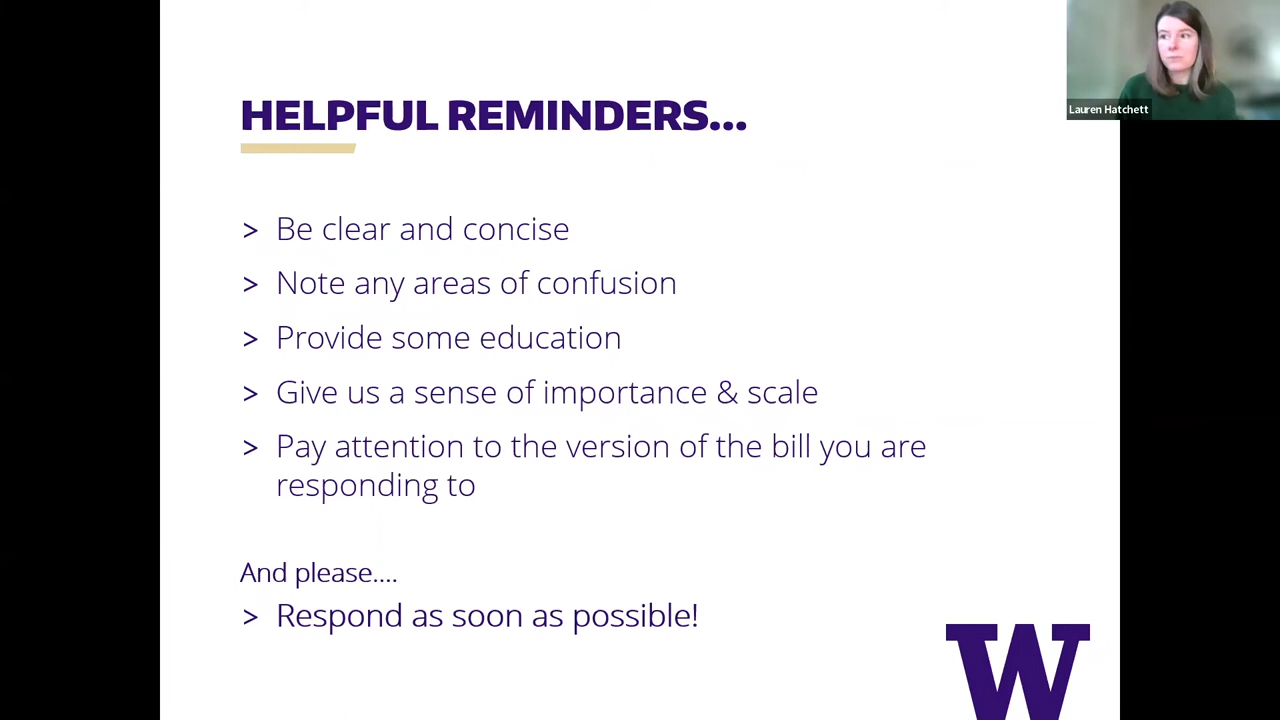 Lauren Hatchett
HELPFUL REMINDERS...
> Be clear and concise
> Note any areas of confusion
> Provide some education
> Give us a sense of importance & scale
> Pay attention to the version of the bill you are
responding to
And please....
> Respond as soon as possible!
W